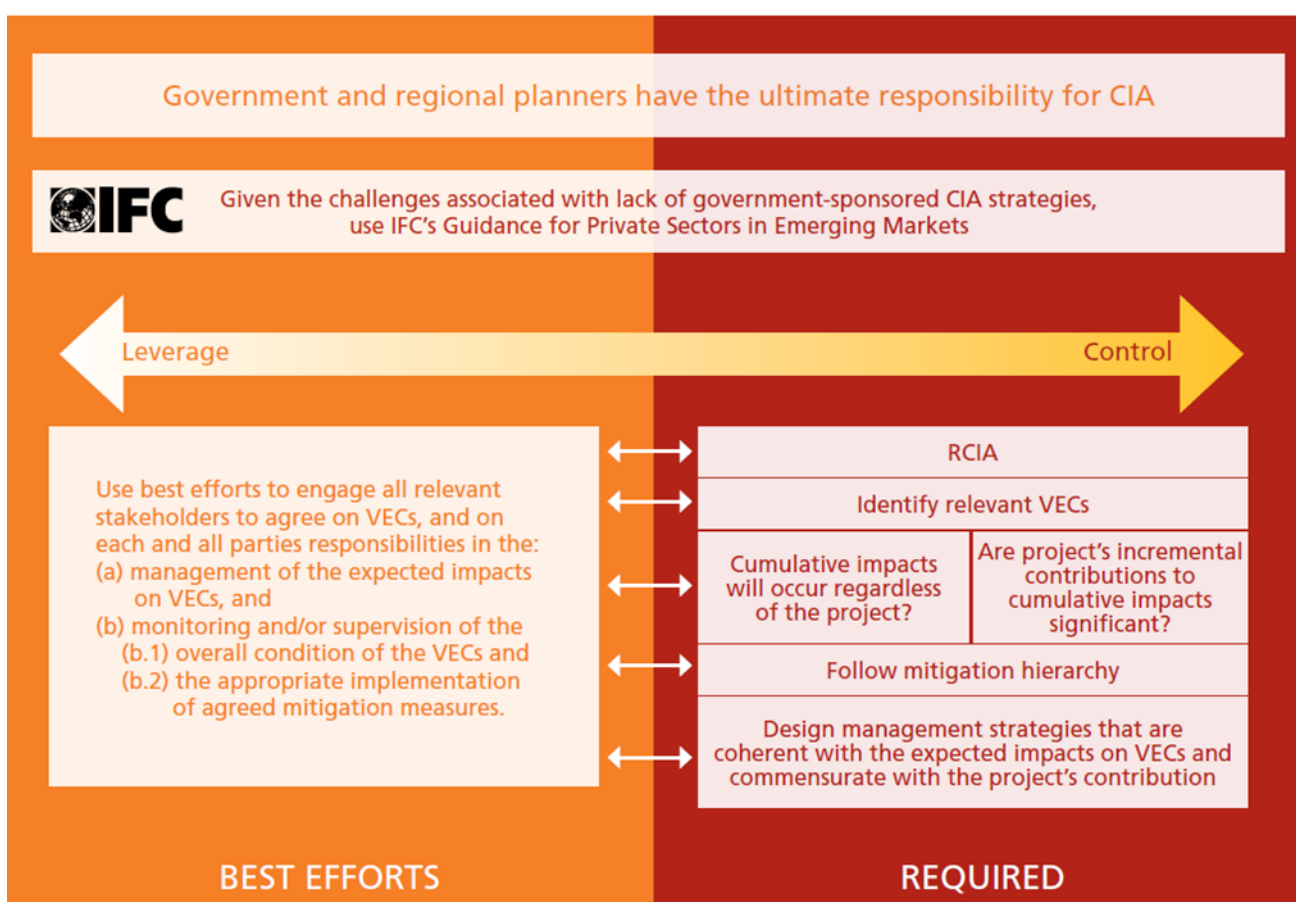 Government and regional planners have the ultimate responsibility for CIA
IFC
Given the challenges associated with lack of government-sponsored CIA strategies,
use IFC's Guidance for Private Sectors in Emerging Markets
Leverage
Control
Use best efforts to engage all relevant
stakeholders to agree on VECs, and on
each and all parties responsibilities in the:
(a) management of the expected impacts
on VECs, and
(b) monitoring and/or supervision of the
(b.1) overall condition of the VECs and
(b.2) the appropriate implementation
of agreed mitigation measures.
RCIA
Identify relevant VECs
Cumulative impacts
will occur regardless
of the project?
Are project's incremental
contributions to
cumulative impacts
significant?
Follow mitigation hierarchy
Design management strategies that are
coherent with the expected impacts on VECs and
commensurate with the project's contribution
BEST EFFORTS
REQUIRED